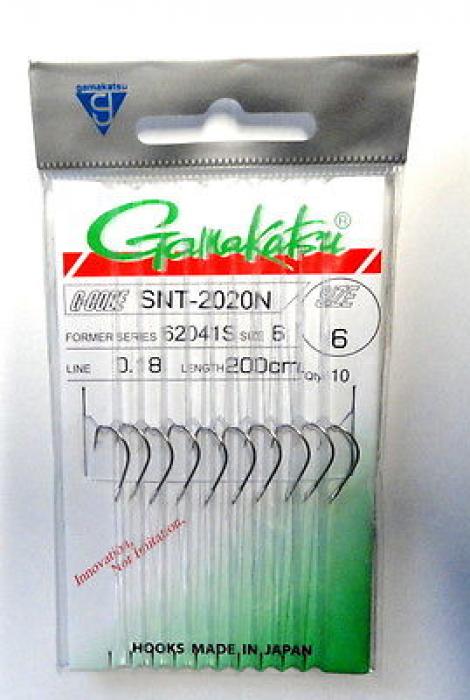 gamakatsu
G
Gamakatsu®
G-CODE SNT-2020N SIZE
FORMER SERIES 62041S SIZE 6 6
LINE 0.18 LENGTH 200cm. Qty 10
Innovation,
Not Imitation.
HOOKS MADE IN JAPAN